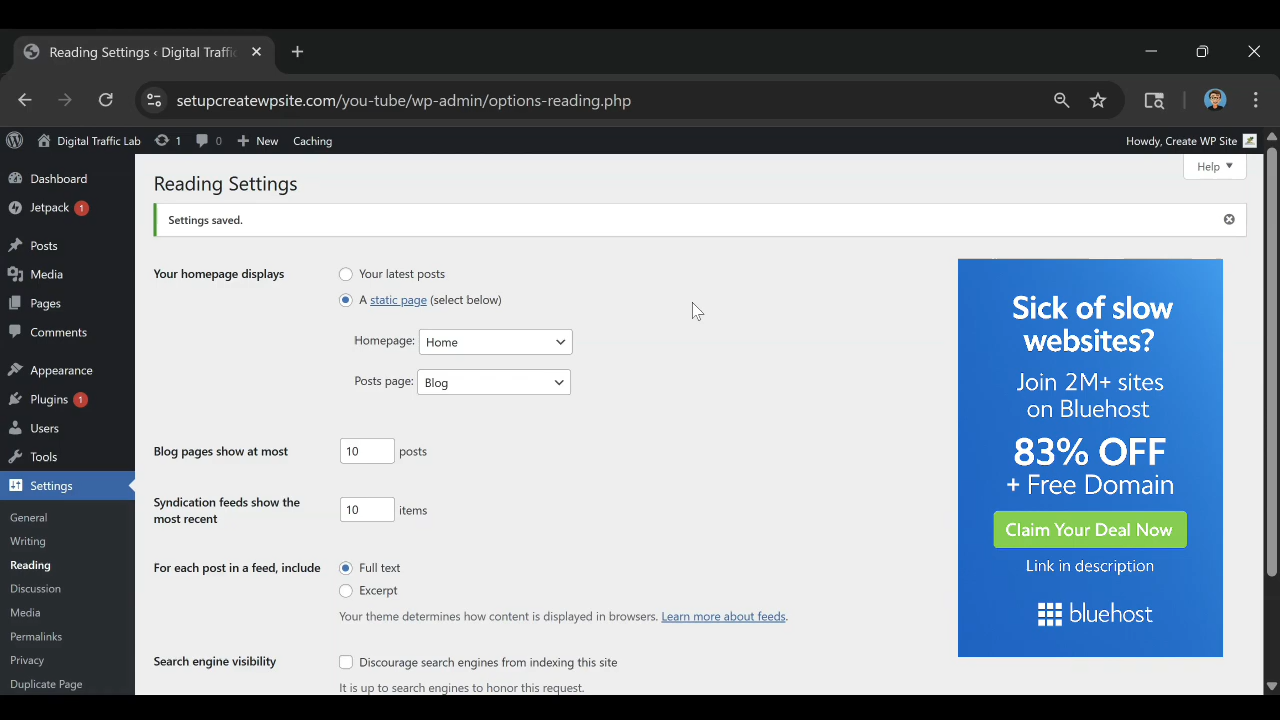 Reading Settings ‹ Digital Traffic
setupcreatewpsite.com/you-tube/wp-admin/options-reading.php
Digital Traffic Lab 1 0 New Caching Howdy, Create WP Site
Help
Dashboard
Jetpack 1
Posts
Media
Pages
Comments
Appearance
Plugins 1
Users
Tools
Settings
General
Writing
Reading
Discussion
Media
Permalinks
Privacy
Duplicate Page
Reading Settings
Settings saved.
Your homepage displays
Your latest posts
A static page (select below)
Homepage: Home
Posts page: Blog
Blog pages show at most 10 posts
Syndication feeds show the
most recent
10 items
For each post in a feed, include
Full text
Excerpt
Your theme determines how content is displayed in browsers. Learn more about feeds.
Search engine visibility
Discourage search engines from indexing this site
It is up to search engines to honor this request.
Sick of slow
websites?
Join 2M+ sites
on Bluehost
83% OFF
+ Free Domain
Claim Your Deal Now
Link in description
bluehost